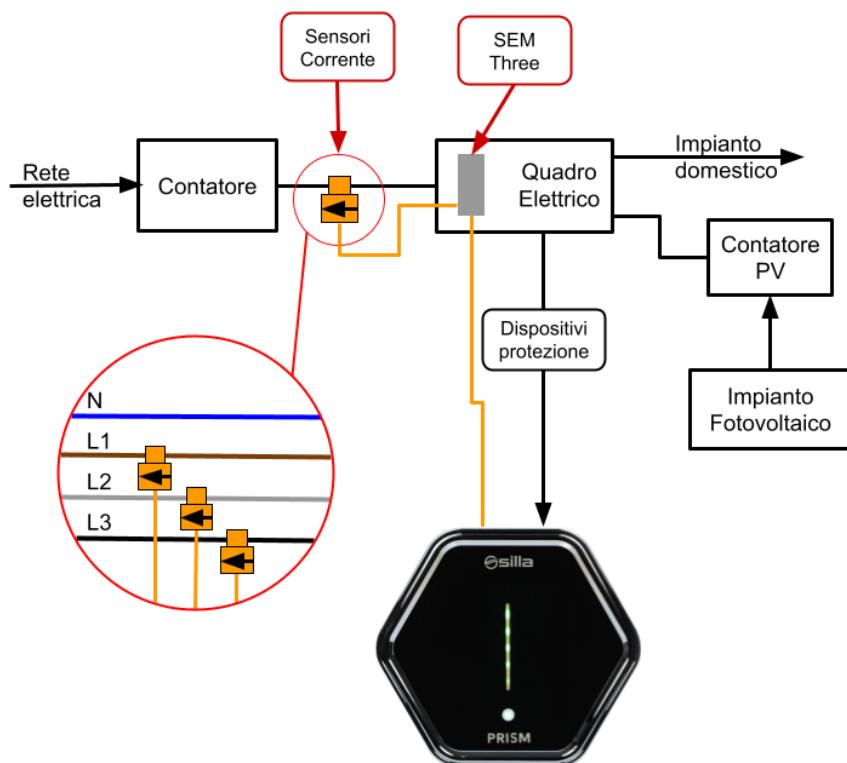 Sensori
Corrente
SEM
Three
Rete
elettrica
Contatore
Quadro
Elettrico
Impianto
domestico
Contatore
PV
Dispositivi
protezione
Impianto
Fotovoltaico
N
L1
L2
L3
silla
PRISM